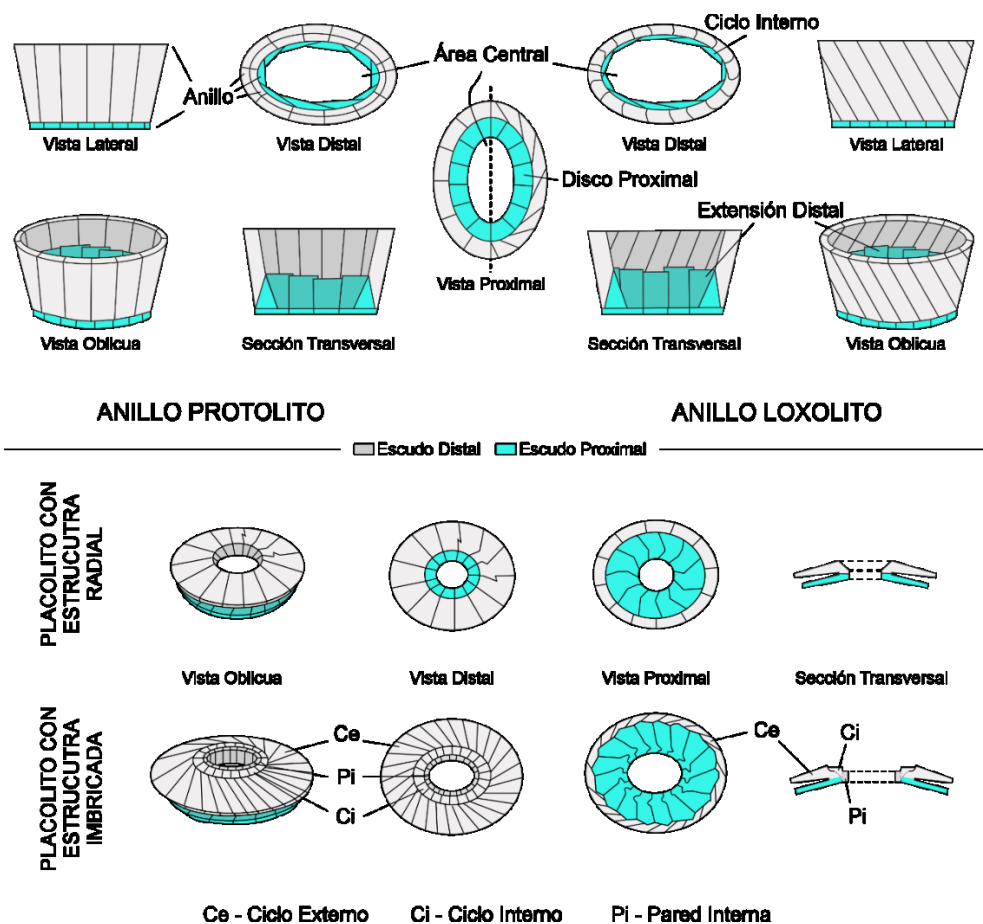 Ciclo Interno
Área Central
Anillo
Vista Lateral
Vista Distal
Vista Distal
Vista Lateral
Disco Proximal
Extensión Distal
Vista Proximal
Vista Oblicua
Sección Transversal
Sección Transversal
Vista Oblicua
ANILLO PROTOLITO
ANILLO LOXOLITO
Escudo Distal
Escudo Proximal
PLACOLITO CON
ESTRUCUTRA
RADIAL
Vista Oblicua
Vista Distal
Vista Proximal
Sección Transversal
PLACOLITO CON
ESTRUCUTRA
IMBRICADA
Ce
Pi
Ci
Ce
Ci
Pi
Ce - Ciclo Externo
Ci - Ciclo Interno
Pi - Pared Interna